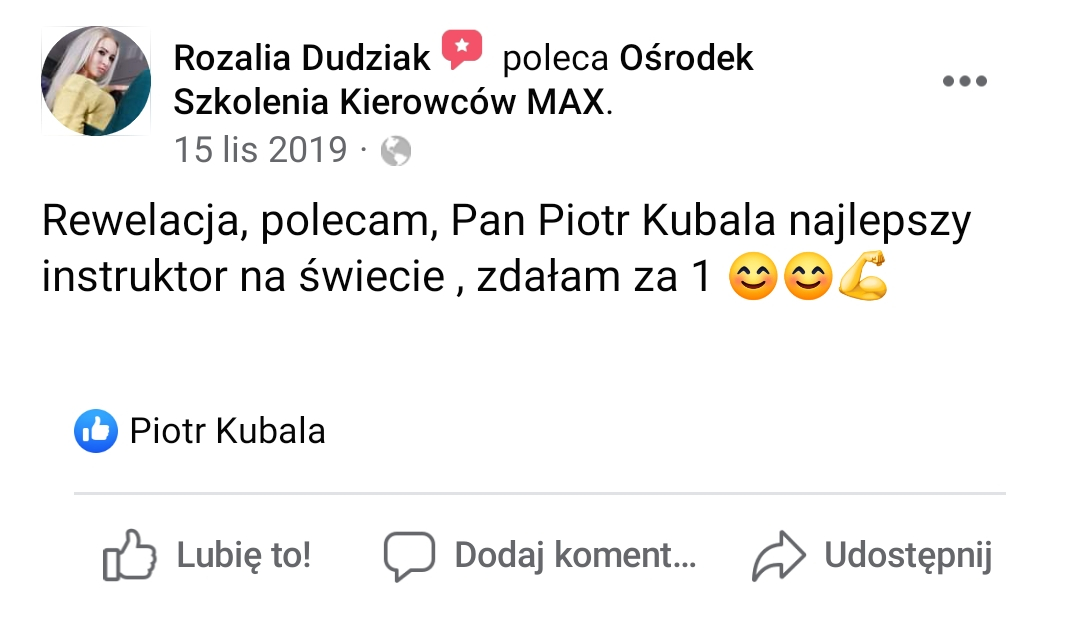 Rozalia Dudziak poleca Ośrodek
Szkolenia Kierowców MAX.
15 lis 2019 ·
Rewelacja, polecam, Pan Piotr Kubala najlepszy
instruktor na świecie , zdałam za 1 😊😊💪
Piotr Kubala
Lubię to! Dodaj koment... Udostępnij